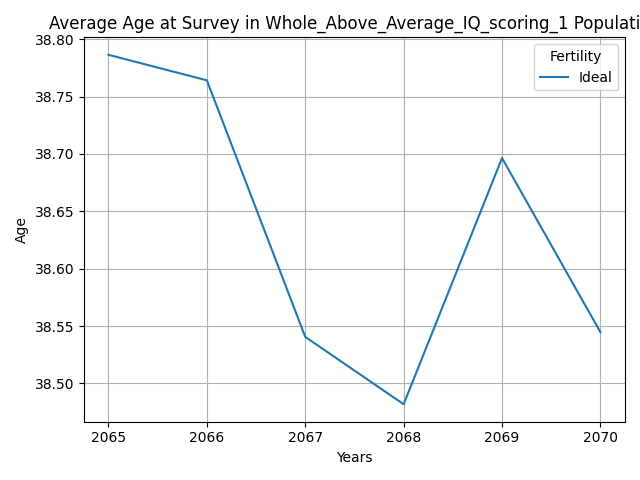 Average Age at Survey in Whole_Above_Average_IQ_scoring_1 Populati
38.80
38.75
38.70
38.65
38.60
38.55
38.50
Age
Fertility
Ideal
2065 2066 2067 2068 2069 2070
Years